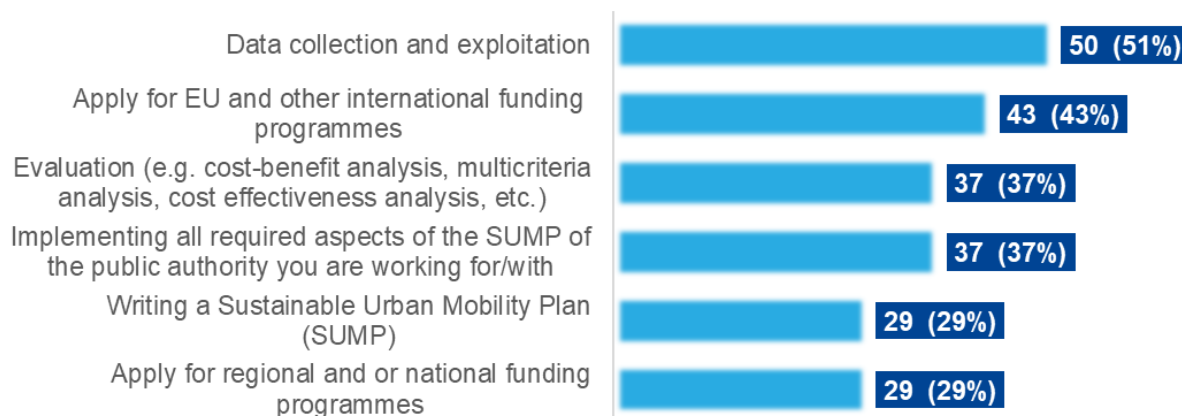 Data collection and exploitation
50 (51%)
Apply for EU and other international funding
programmes
43 (43%)
Evaluation (e.g. cost-benefit analysis, multicriteria
analysis, cost effectiveness analysis, etc.)
37 (37%)
Implementing all required aspects of the SUMP of
the public authority you are working for/with
37 (37%)
Writing a Sustainable Urban Mobility Plan
(SUMP)
29 (29%)
Apply for regional and or national funding
programmes
29 (29%)